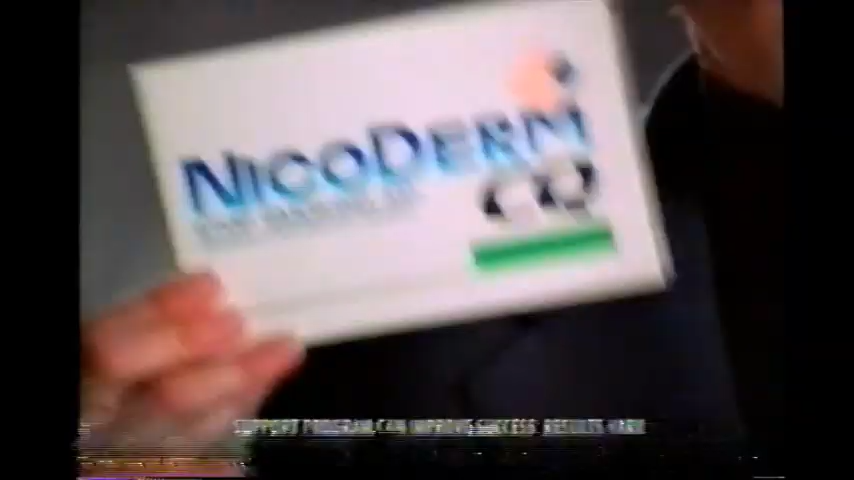 NICODERM
CQ
SUPPORT PROGRAM CAN IMPROVE SUCCESS. RESULTS VARY.